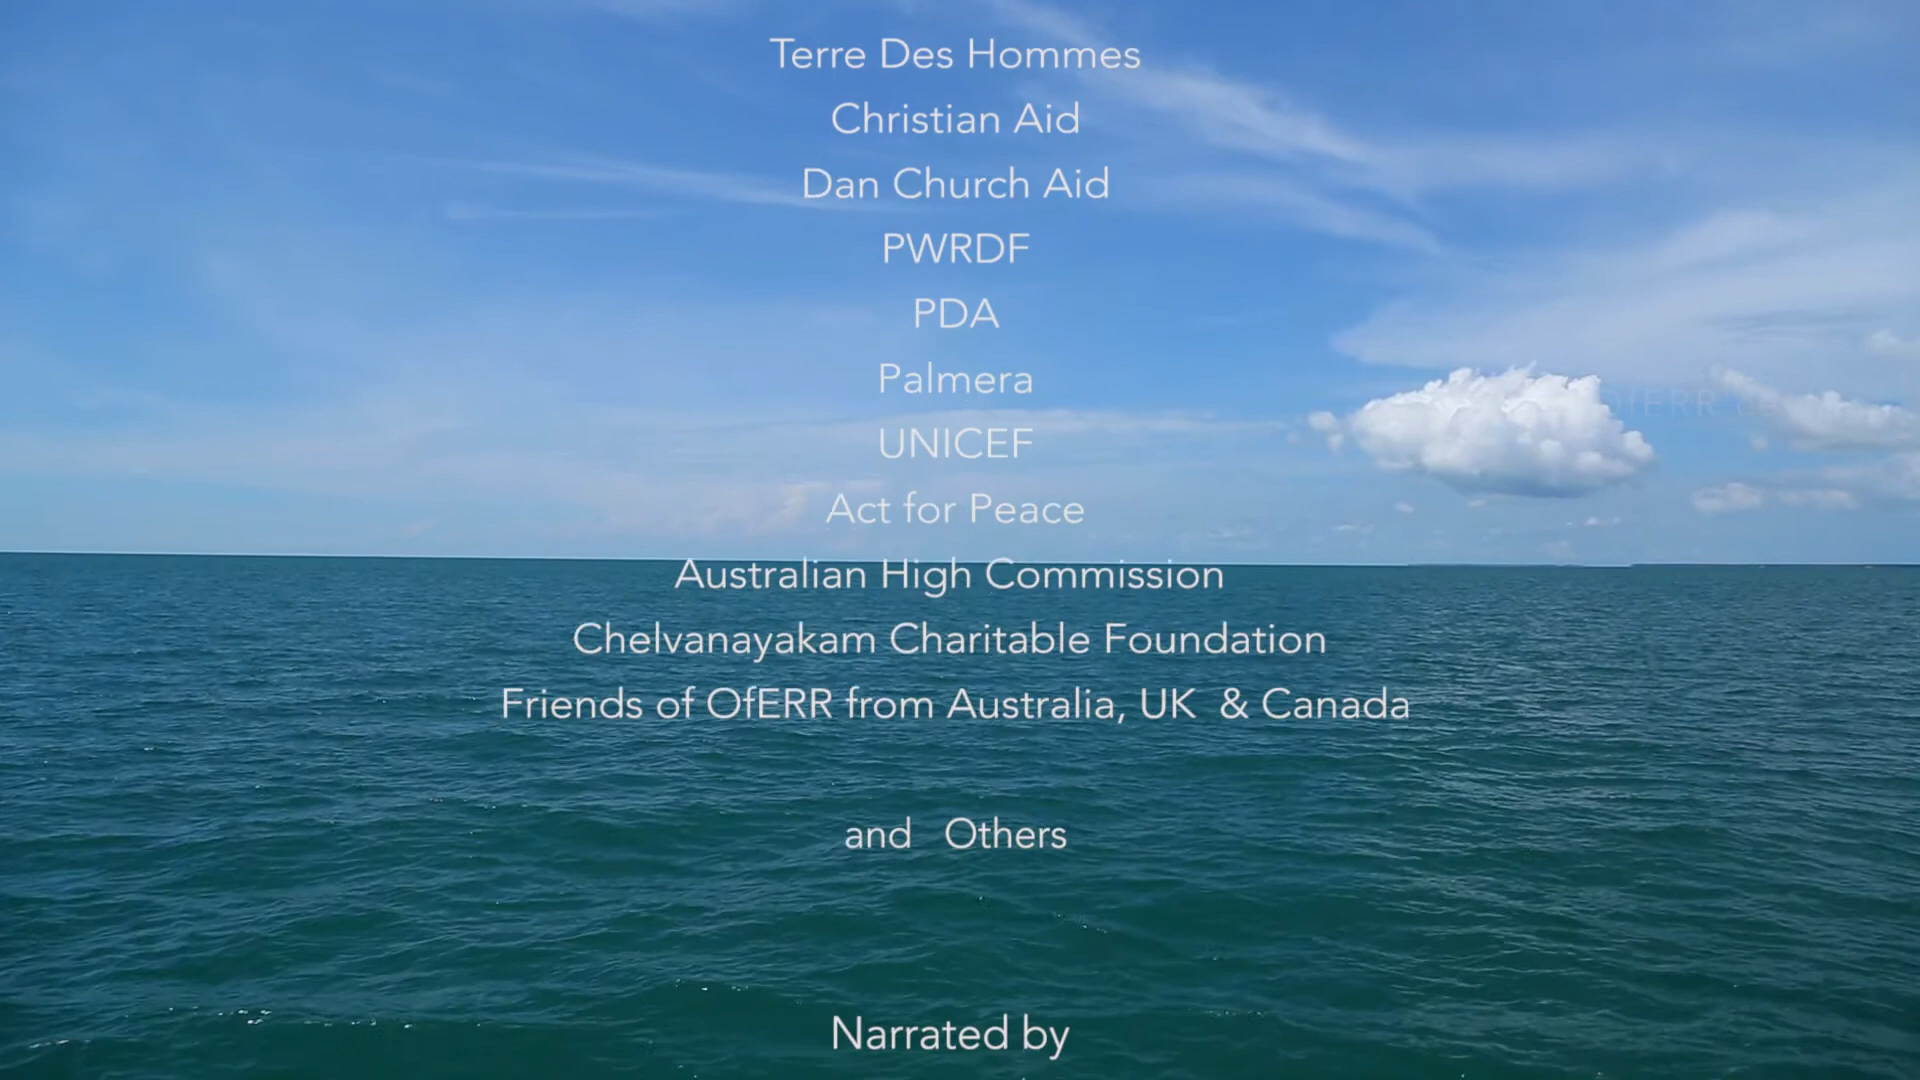 Terre Des Hommes
Christian Aid
Dan Church Aid
PWRDF
PDA
Palmera
UNICEF
Act for Peace
OfERR
Australian High Commission
Chelvanayakam Charitable Foundation
Friends of OfERR from Australia, UK & Canada
and Others
Narrated by